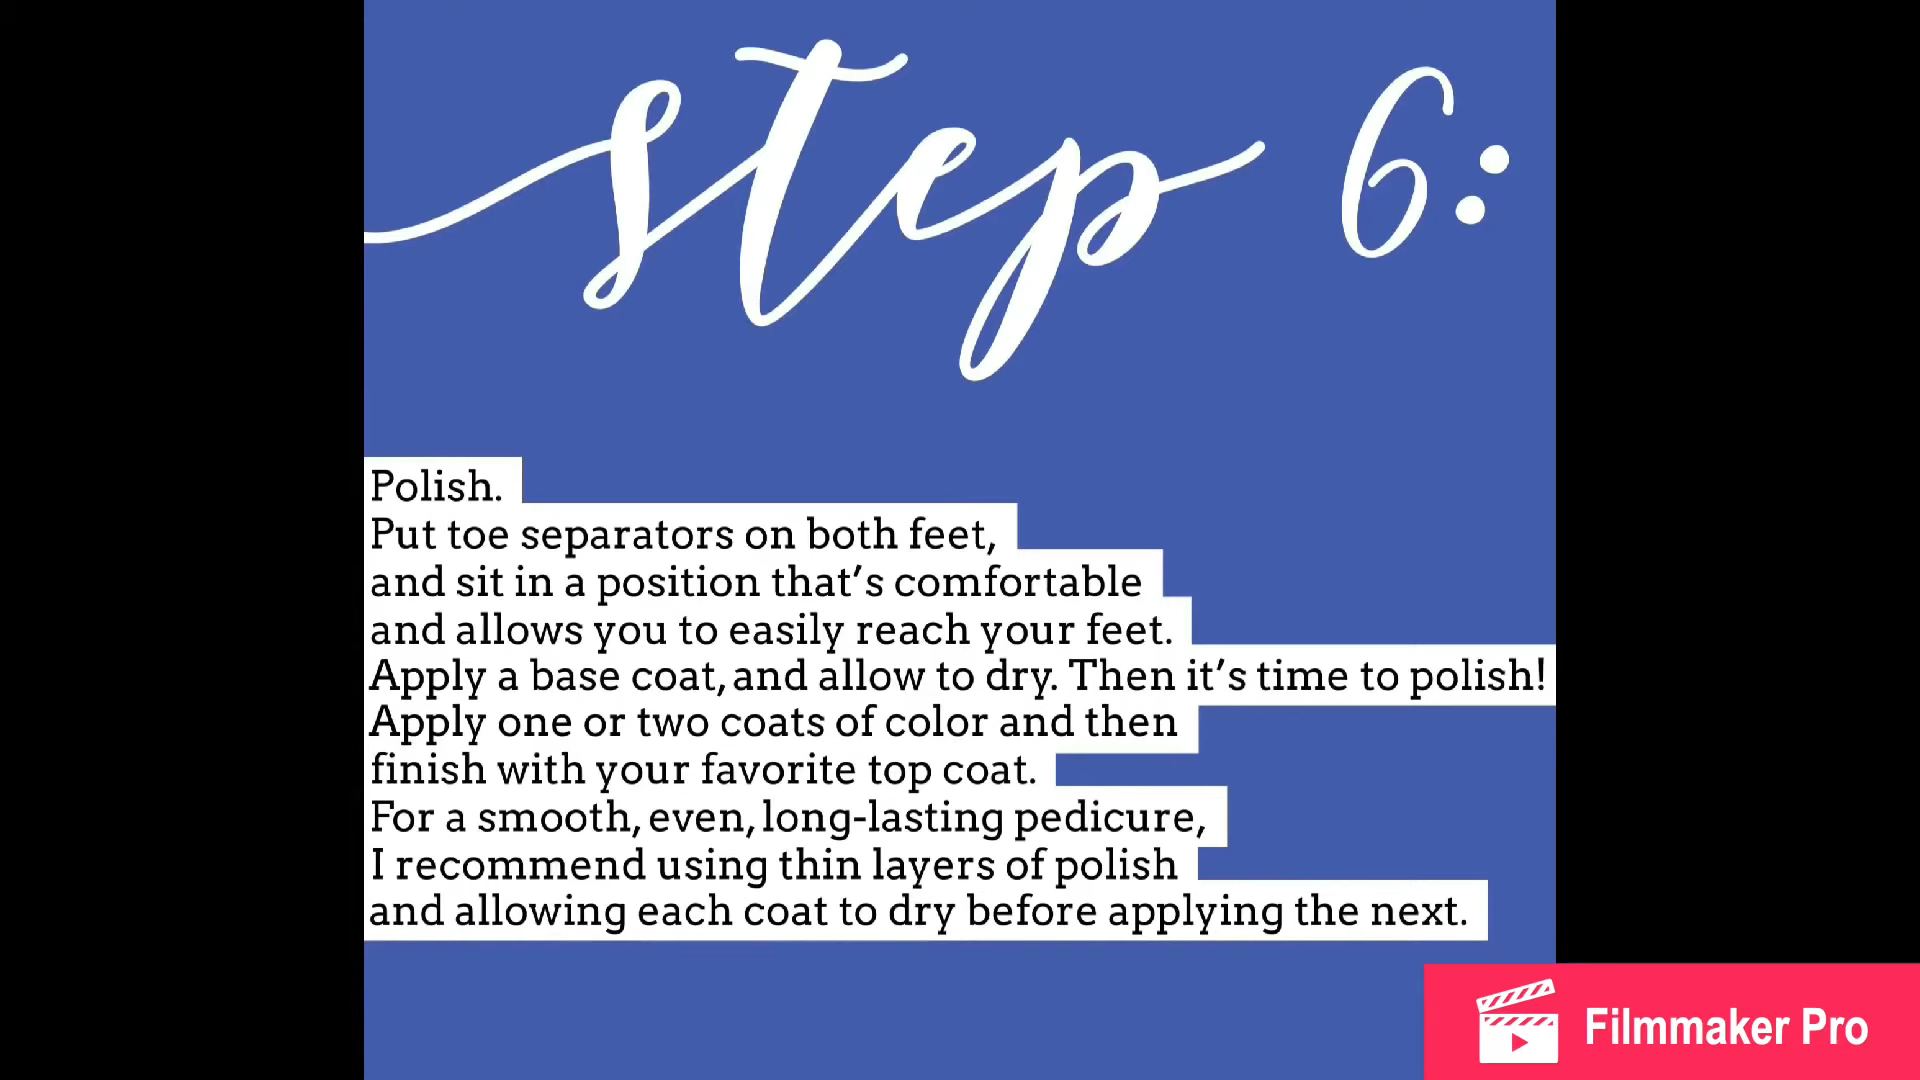 step 6:
Polish.
Put toe separators on both feet,
and sit in a position that’s comfortable
and allows you to easily reach your feet.
Apply a base coat, and allow to dry. Then it’s time to polish!
Apply one or two coats of color and then
finish with your favorite top coat.
For a smooth, even, long-lasting pedicure,
I recommend using thin layers of polish
and allowing each coat to dry before applying the next.
Filmmaker Pro